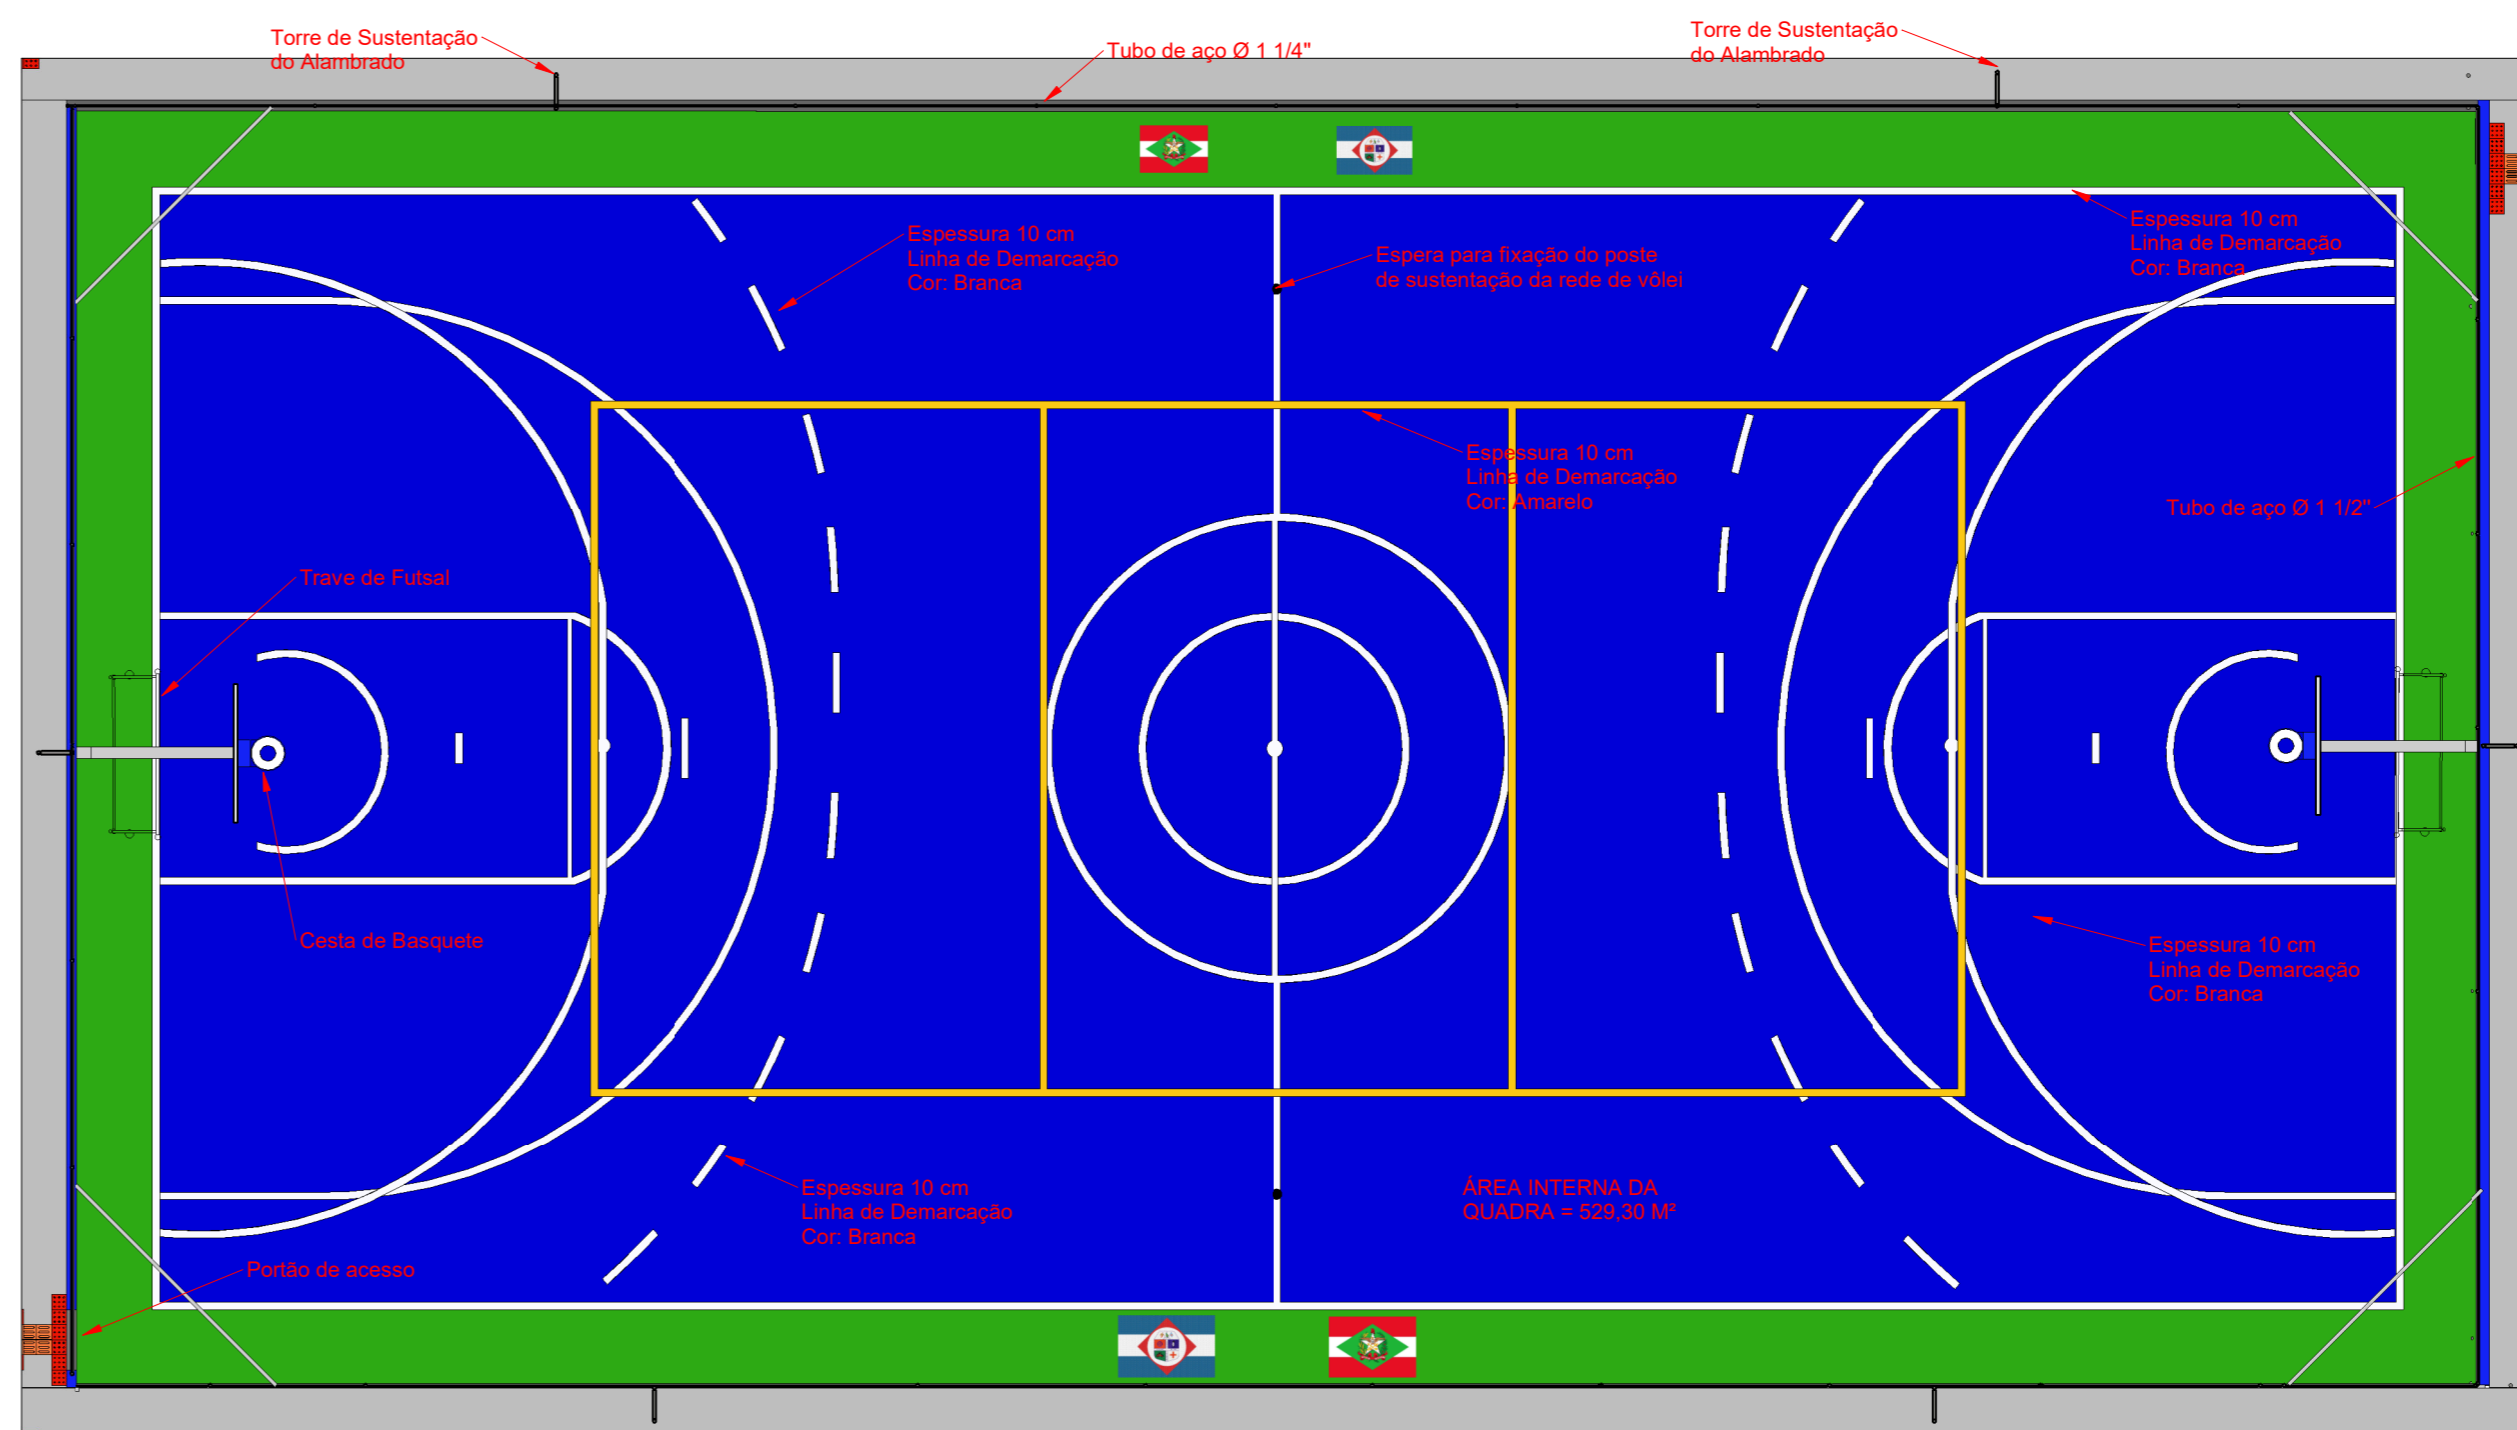 Torre de Sustentação
do Alambrado
Tubo de aço Ø 1 1/4"
Torre de Sustentação
do Alambrado
Espessura 10 cm
Linha de Demarcação
Cor: Branca
Espessura 10 cm
Linha de Demarcação
Cor: Branca
Espera para fixação do poste
de sustentação da rede de vôlei
Espessura 10 cm
Linha de Demarcação
Cor: Amarelo
Tubo de aço Ø 1 1/2"
Trave de Futsal
Cesta de Basquete
Espessura 10 cm
Linha de Demarcação
Cor: Branca
Espessura 10 cm
Linha de Demarcação
Cor: Branca
ÁREA INTERNA DA
QUADRA = 529,30 M²
Portão de acesso